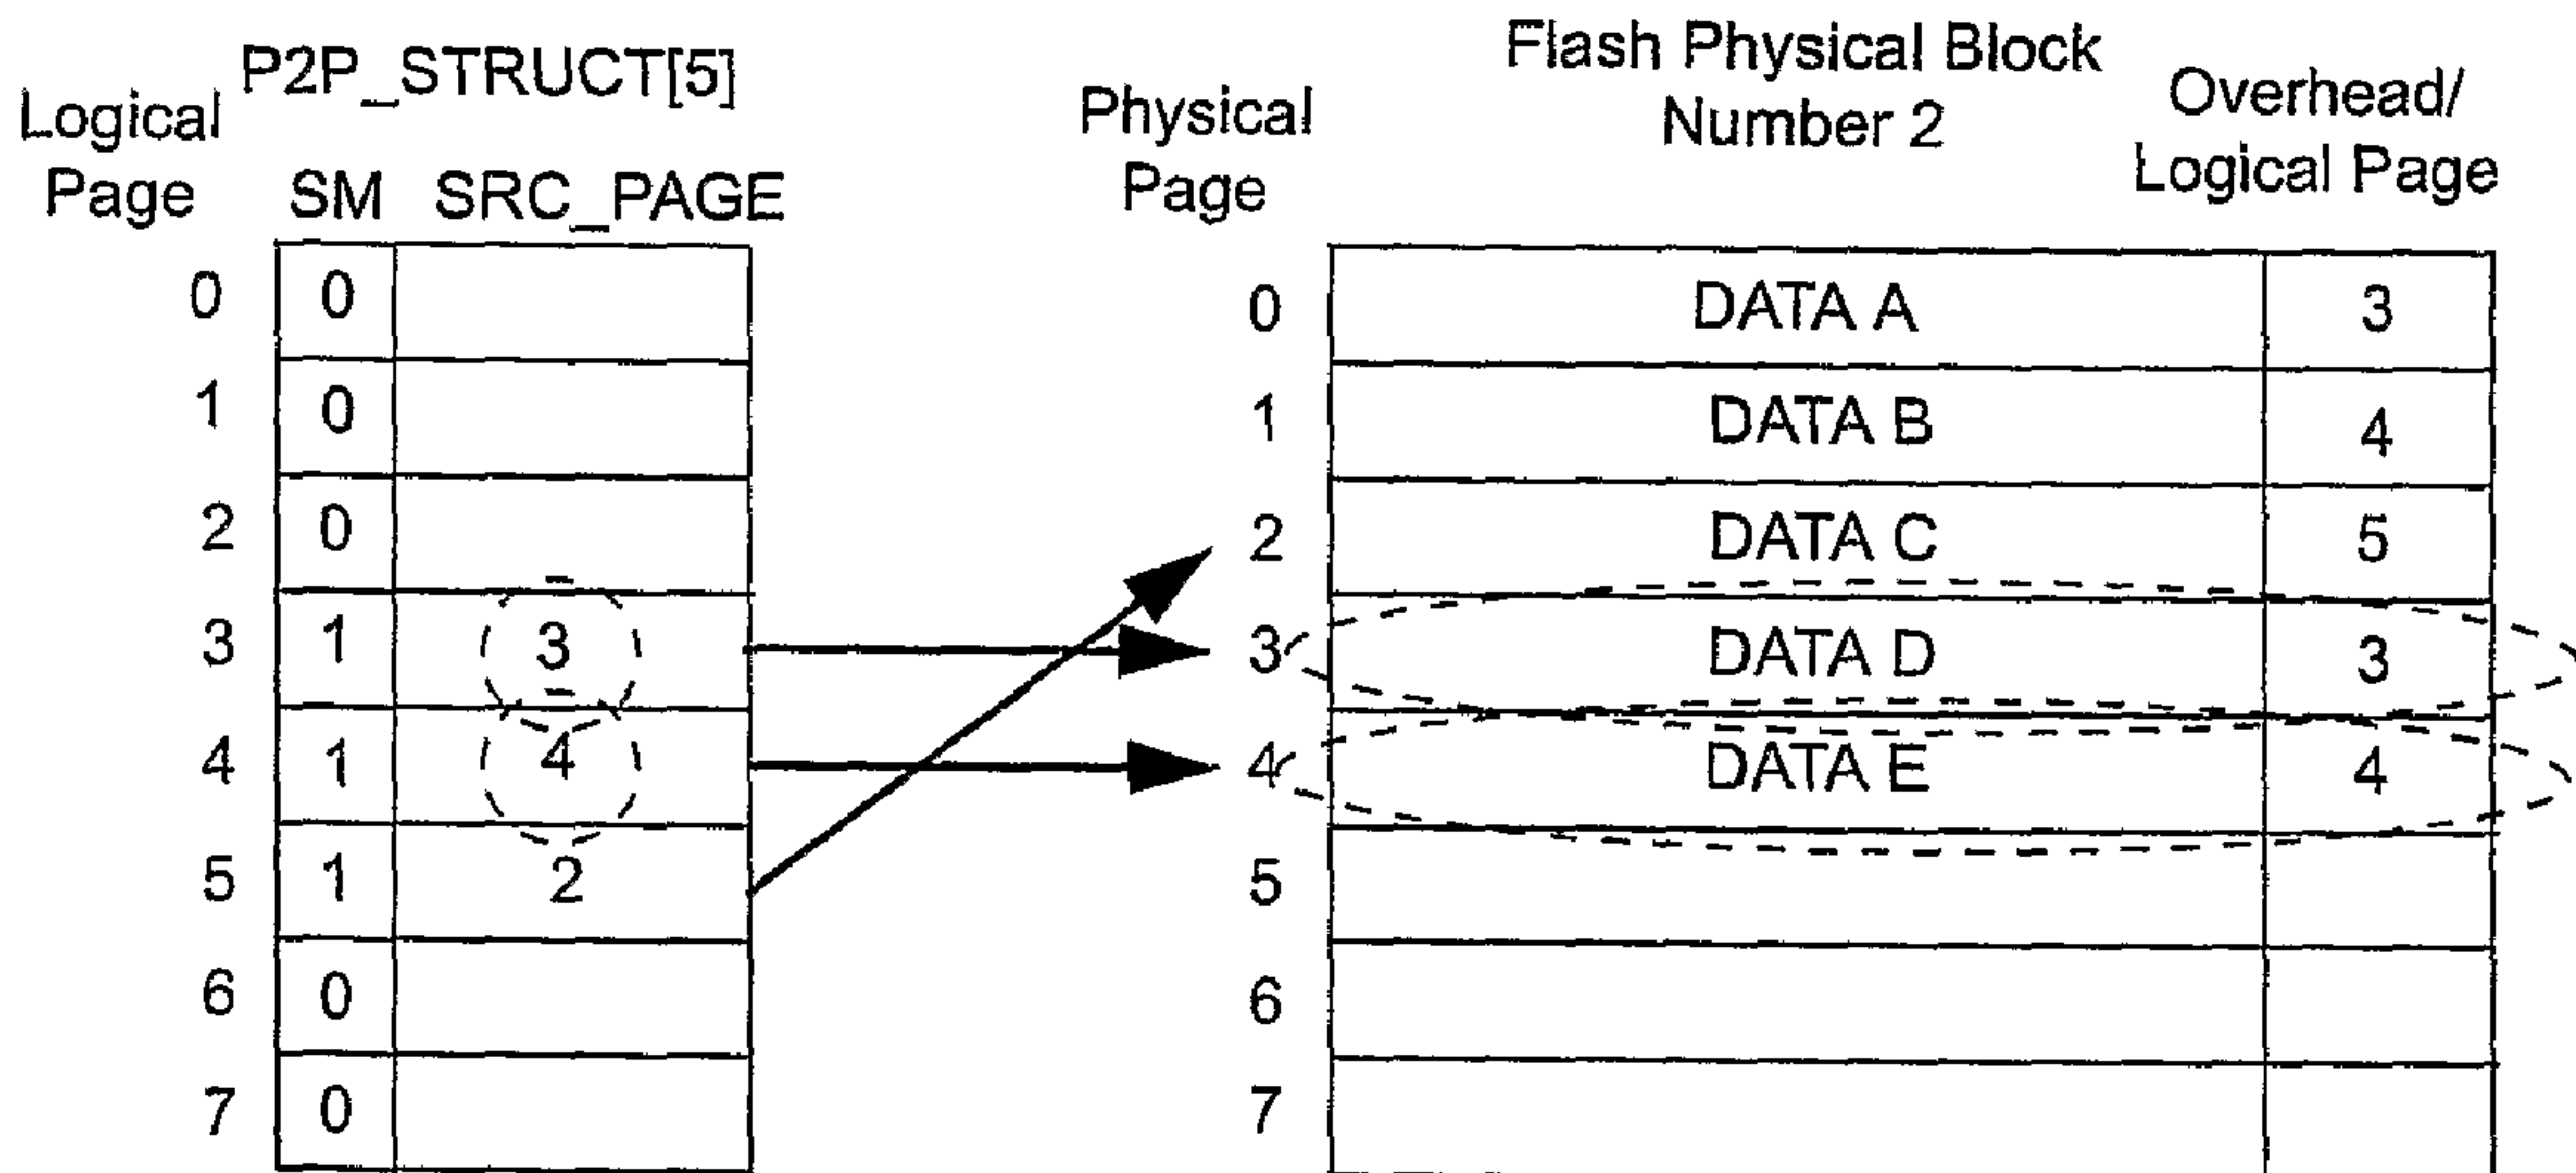 P2P_STRUCT[5]
Logical
Page
SM SRC_PAGE
0 0
1 0
2 0
3 1 3
4 1 4
5 1 2
6 0
7 0
Flash Physical Block
Number 2
Physical
Page
Overhead/
Logical Page
0 DATA A 3
1 DATA B 4
2 DATA C 5
3 DATA D 3
4 DATA E 4
5
6
7